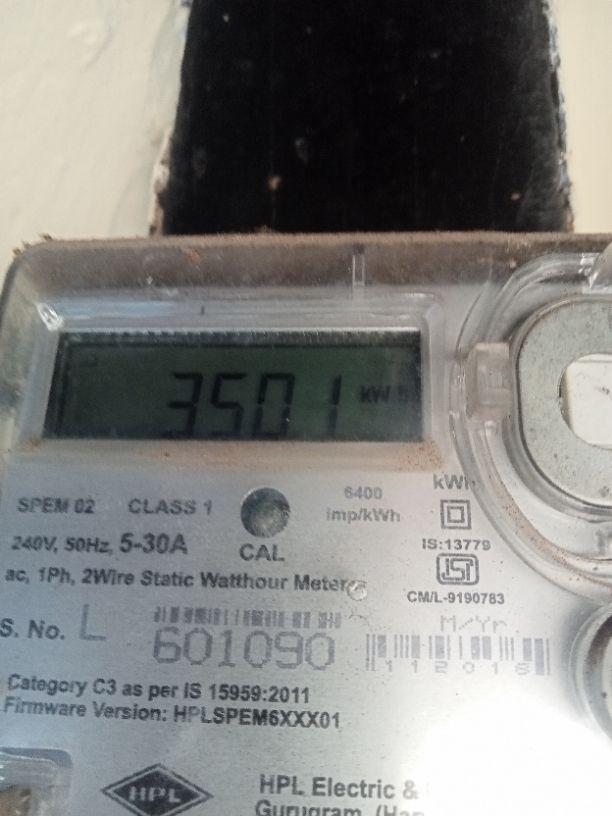 3501 kWh
SPEM 02 CLASS 1 6400 imp/kWh kWh
240V, 50Hz, 5-30A CAL IS:13779
ac, 1Ph, 2Wire Static Watthour Meter
CM/L-9190783
S. No. L 601090 M/Yr.
112018
Category C3 as per IS 15959:2011
Firmware Version: HPLSPEM6XXX01
HPL HPL Electric &
Gurugram,